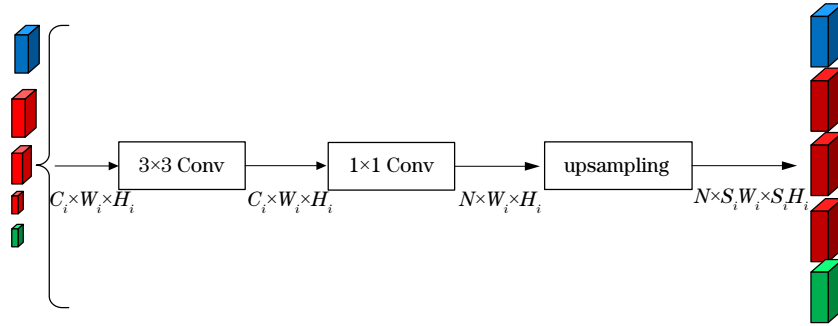 3×3 Conv
1×1 Conv
upsampling
C_i×W_i×H_i
C_i×W_i×H_i
N×W_i×H_i
N×S_iW_i×S_iH_i